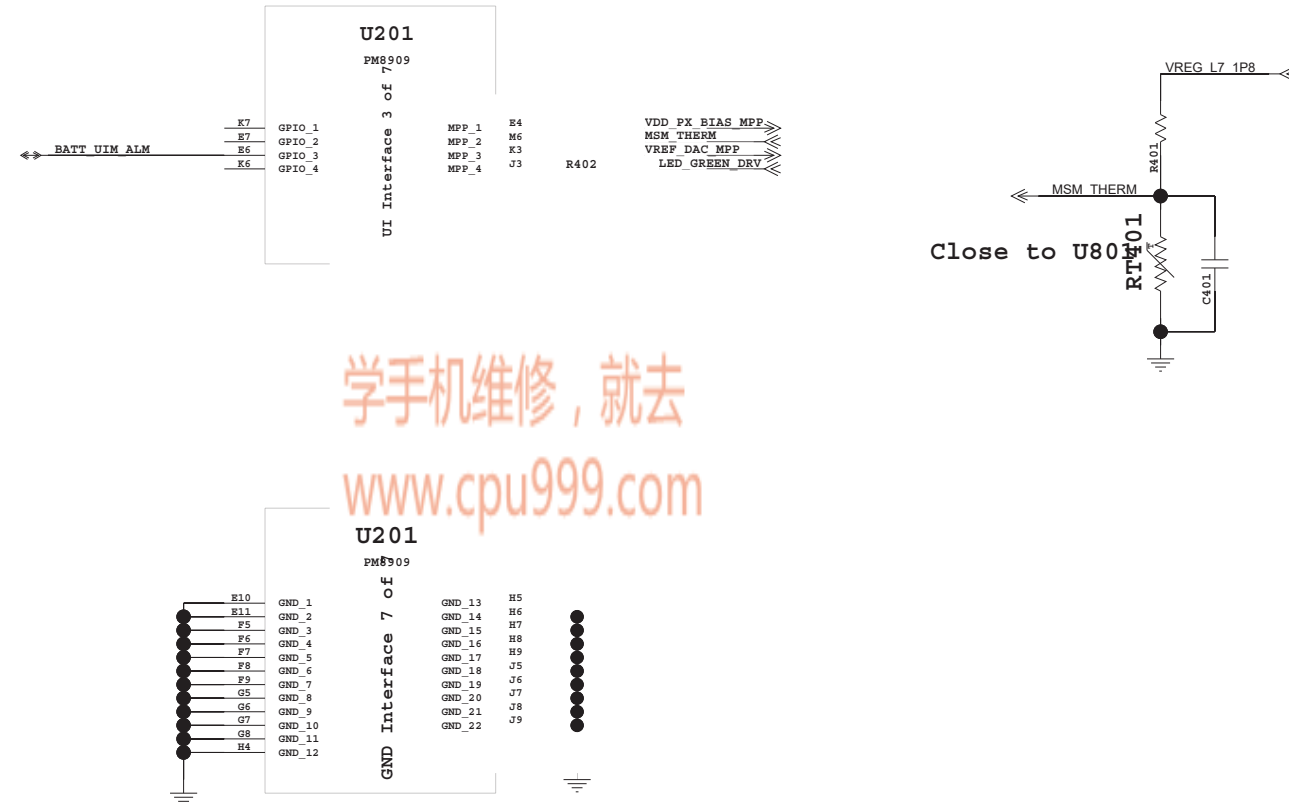 U201
PM8909
UI Interface 3 of 7
K7 GPIO_1 MPP_1 E4 VDD_PX_BIAS_MPP
E7 GPIO_2 MPP_2 M6 MSM_THERM
BATT_UIM_ALM E6 GPIO_3 MPP_3 K3 VREF_DAC_MPP
K6 GPIO_4 MPP_4 J3 R402 LED_GREEN_DRV
VREG_L7_1P8
R401
MSM_THERM
Close to U801
RT401
C401
学手机维修，就去
www.cpu999.com
U201
PM8909
GND Interface 7 of 7
E10 GND_1 GND_13 H5
E11 GND_2 GND_14 H6
F5 GND_3 GND_15 H7
F6 GND_4 GND_16 H8
F7 GND_5 GND_17 H9
F8 GND_6 GND_18 J5
F9 GND_7 GND_19 J6
G5 GND_8 GND_20 J7
G6 GND_9 GND_21 J8
G7 GND_10 GND_22 J9
G8 GND_11
H4 GND_12